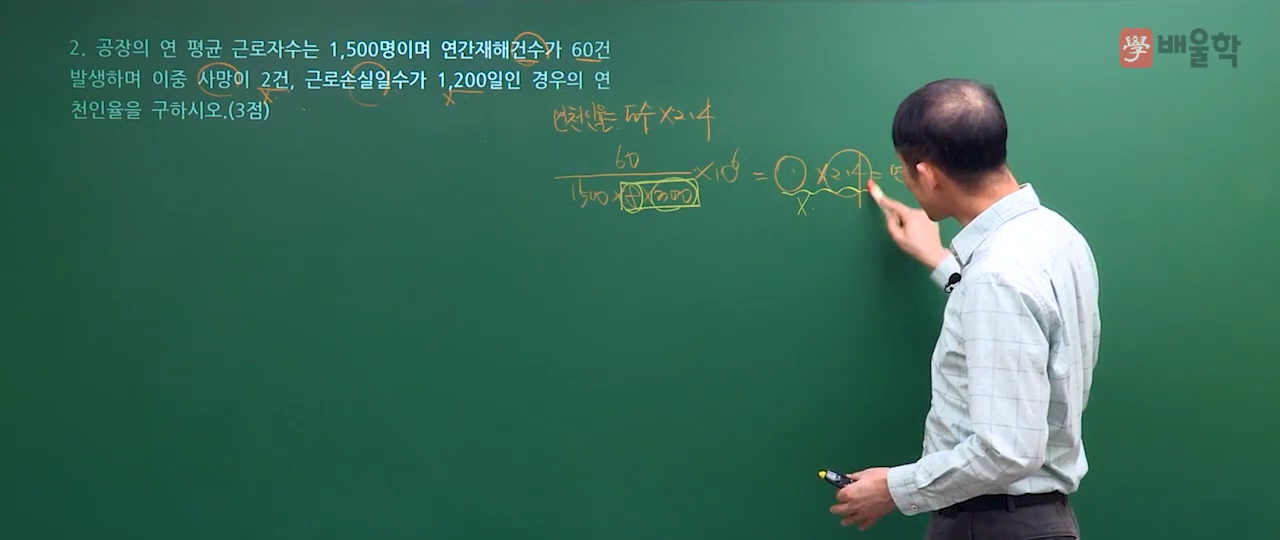 2. 공장의 연 평균 근로자수는 1,500명이며 연간재해건수가 60건
발생하며 이중 사망이 2건, 근로손실일수가 1,200일인 경우의 연
천인율을 구하시오.(3점)
學 배울학
연천인율 = 도수 × 2.4
60
1500 × 8 × 300
× 10⁶ = × 2.4 = 연
X X
X